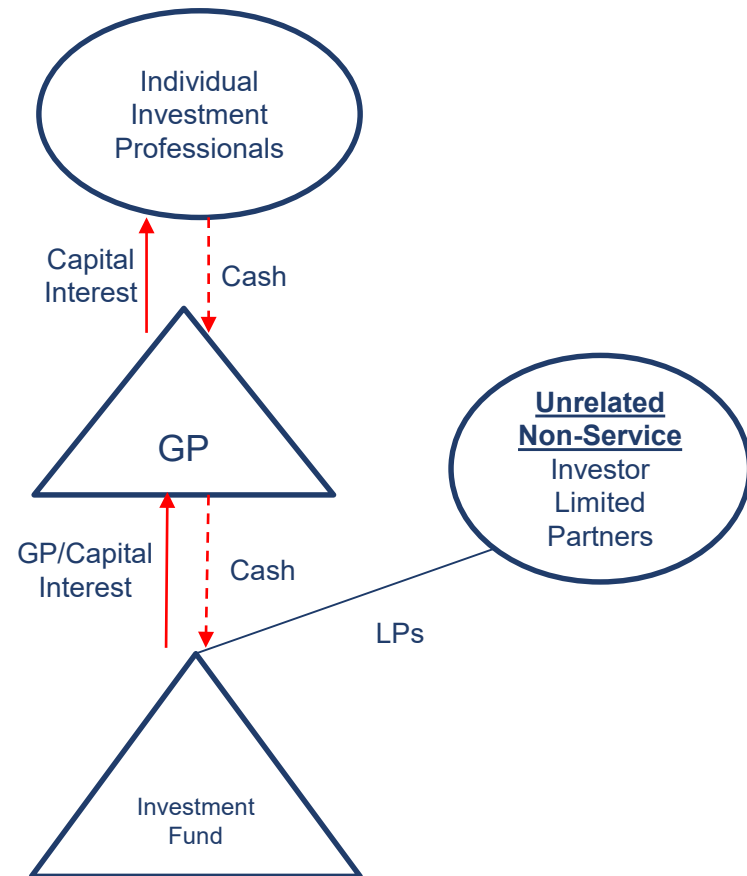 Individual
Investment
Professionals
Capital
Interest
Cash
GP
Unrelated
Non-Service
Investor
Limited
Partners
GP/Capital
Interest
Cash
LPs
Investment
Fund